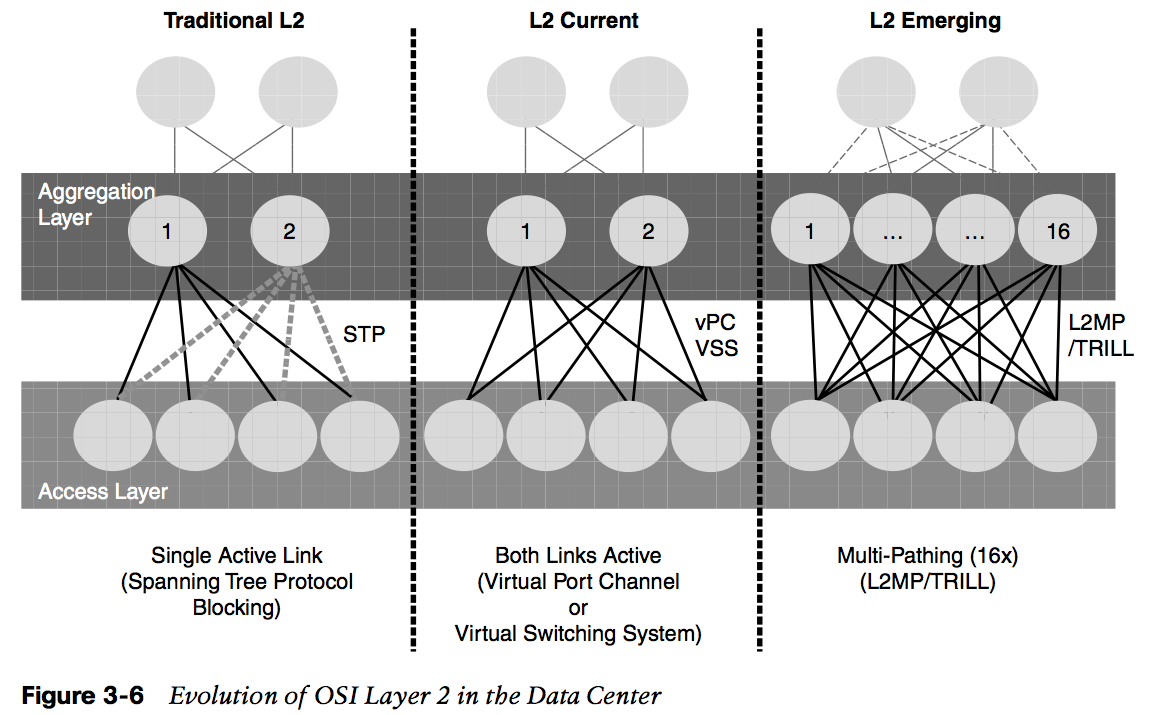 Traditional L2
L2 Current
L2 Emerging
Aggregation
Layer
1
2
1
2
1
...
...
16
STP
vPC
VSS
L2MP
/TRILL
Access Layer
Single Active Link
(Spanning Tree Protocol
Blocking)
Both Links Active
(Virtual Port Channel
or
Virtual Switching System)
Multi-Pathing (16x)
(L2MP/TRILL)
Figure 3-6 Evolution of OSI Layer 2 in the Data Center